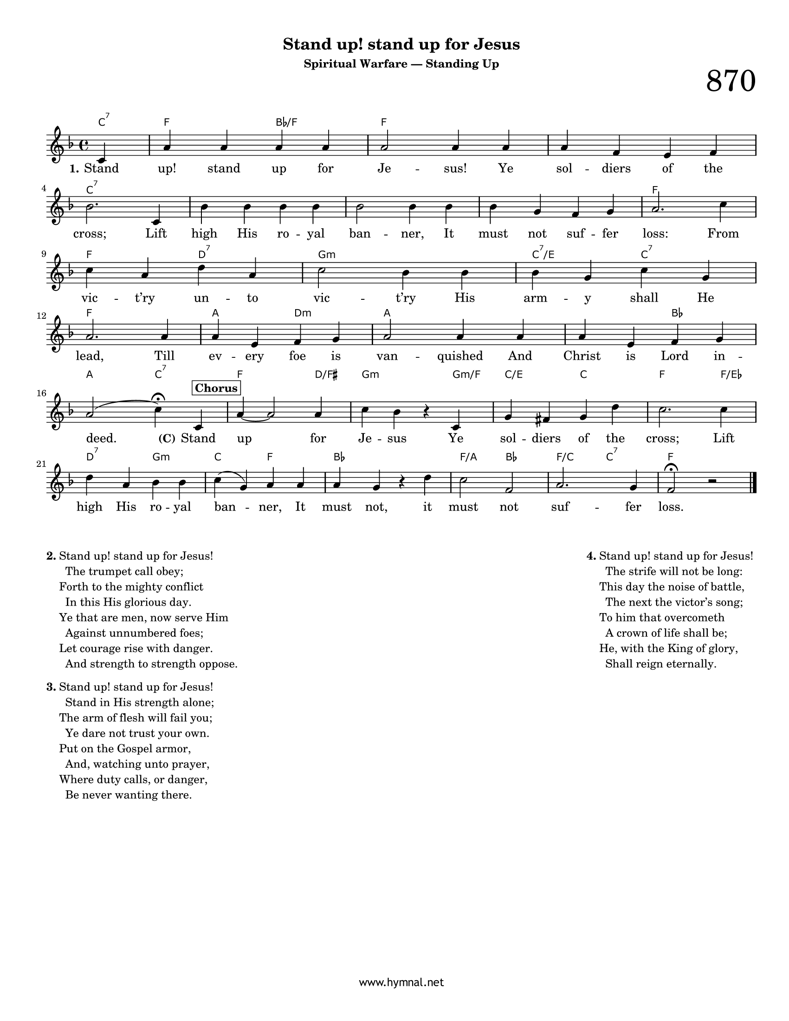 Stand up! stand up for Jesus
Spiritual Warfare — Standing Up
870
C7 F B♭/F F
1. Stand up! stand up for Je - sus! Ye sol - diers of the
4 C7 F
cross; Lift high His ro - yal ban - ner, It must not suf - fer loss: From
9 F D7 Gm C7/E C7
vic - t'ry un - to vic - t'ry His arm - y shall He
12 F A Dm A B♭
lead, Till ev - ery foe is van - quished And Christ is Lord in -
A C7 F D/F♯ Gm Gm/F C/E C F F/E♭
16 Chorus
deed. (C) Stand up for Je - sus Ye sol - diers of the cross; Lift
21 D7 Gm C F B♭ F/A B♭ F/C C7 F
high His ro - yal ban - ner, It must not, it must not suf - fer loss.
2. Stand up! stand up for Jesus!
The trumpet call obey;
Forth to the mighty conflict
In this His glorious day.
Ye that are men, now serve Him
Against unnumbered foes;
Let courage rise with danger.
And strength to strength oppose.
3. Stand up! stand up for Jesus!
Stand in His strength alone;
The arm of flesh will fail you;
Ye dare not trust your own.
Put on the Gospel armor,
And, watching unto prayer,
Where duty calls, or danger,
Be never wanting there.
4. Stand up! stand up for Jesus!
The strife will not be long:
This day the noise of battle,
The next the victor's song;
To him that overcometh
A crown of life shall be;
He, with the King of glory,
Shall reign eternally.
www.hymnal.net